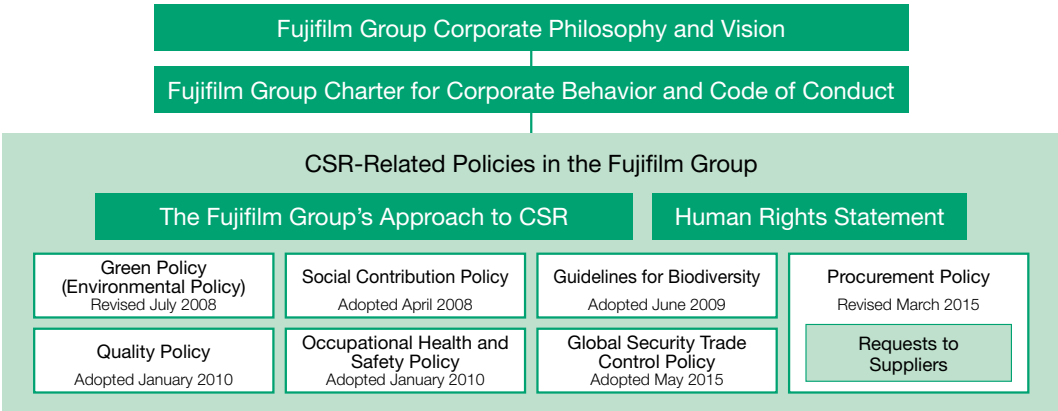 Fujifilm Group Corporate Philosophy and Vision
Fujifilm Group Charter for Corporate Behavior and Code of Conduct
CSR-Related Policies in the Fujifilm Group
The Fujifilm Group's Approach to CSR
Human Rights Statement
Green Policy
(Environmental Policy)
Revised July 2008
Social Contribution Policy
Adopted April 2008
Guidelines for Biodiversity
Adopted June 2009
Procurement Policy
Revised March 2015
Requests to
Suppliers
Quality Policy
Adopted January 2010
Occupational Health and
Safety Policy
Adopted January 2010
Global Security Trade
Control Policy
Adopted May 2015